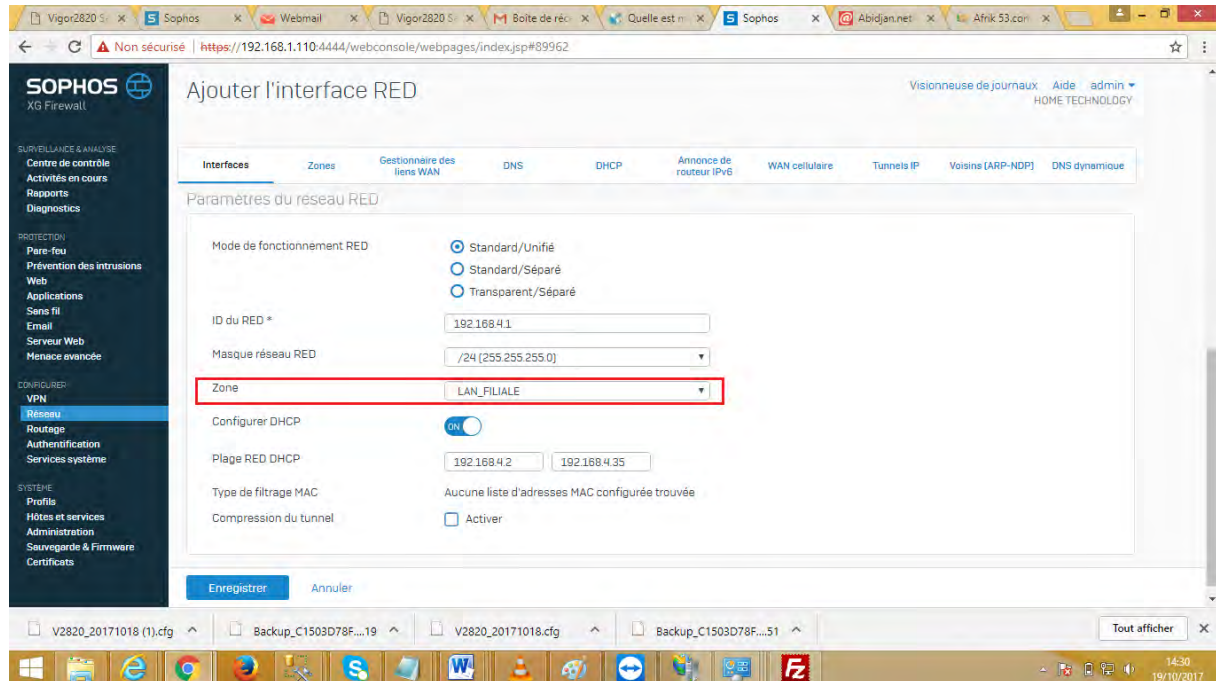 Vigor2820 S
Sophos
Webmail
Vigor2820 S
Boîte de réc
Quelle est n
Sophos
Abidjan.net
Afrik 53.com
Non sécurisé | https://192.168.1.110:4444/webconsole/webpages/index.jsp#89962
SOPHOS
XG Firewall
SURVEILLANCE & ANALYSE
Centre de contrôle
Activités en cours
Rapports
Diagnostics
PROTECTION
Pare-feu
Prévention des intrusions
Web
Applications
Sans fil
Email
Serveur Web
Menace avancée
CONFIGURER
VPN
Réseau
Routage
Authentification
Services système
SYSTÈME
Profils
Hôtes et services
Administration
Sauvegarde & Firmware
Certificats
Ajouter l'interface RED
Visionneuse de journaux Aide admin
HOME TECHNOLOGY
Interfaces
Zones
Gestionnaire des
liens WAN
DNS
DHCP
Annonce de
routeur IPv6
WAN cellulaire
Tunnels IP
Voisins (ARP-NDP)
DNS dynamique
Paramètres du réseau RED
Mode de fonctionnement RED
Standard/Unifié
Standard/Séparé
Transparent/Séparé
ID du RED *
192.168.4.1
Masque réseau RED
/24 (255.255.255.0)
Zone
LAN_FILIALE
Configurer DHCP
ON
Plage RED DHCP
192.168.4.2
192.168.4.35
Type de filtrage MAC
Aucune liste d'adresses MAC configurée trouvée
Compression du tunnel
Activer
Enregistrer
Annuler
V2820_20171018 (1).cfg
Backup_C1503D78F....19
V2820_20171018.cfg
Backup_C1503D78F....51
Tout afficher
14:30
19/10/2017